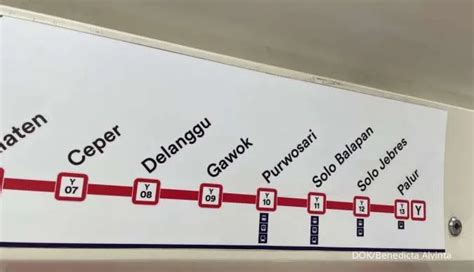 aten
Ceper
Delanggu
Gawok
Purwosari
Solo Balapan
Solo Jebres
Palur
Y 07
Y 08
Y 09
Y 10
Y 11
Y 12
Y 13
Y
DOK/Benedicta Alvinta